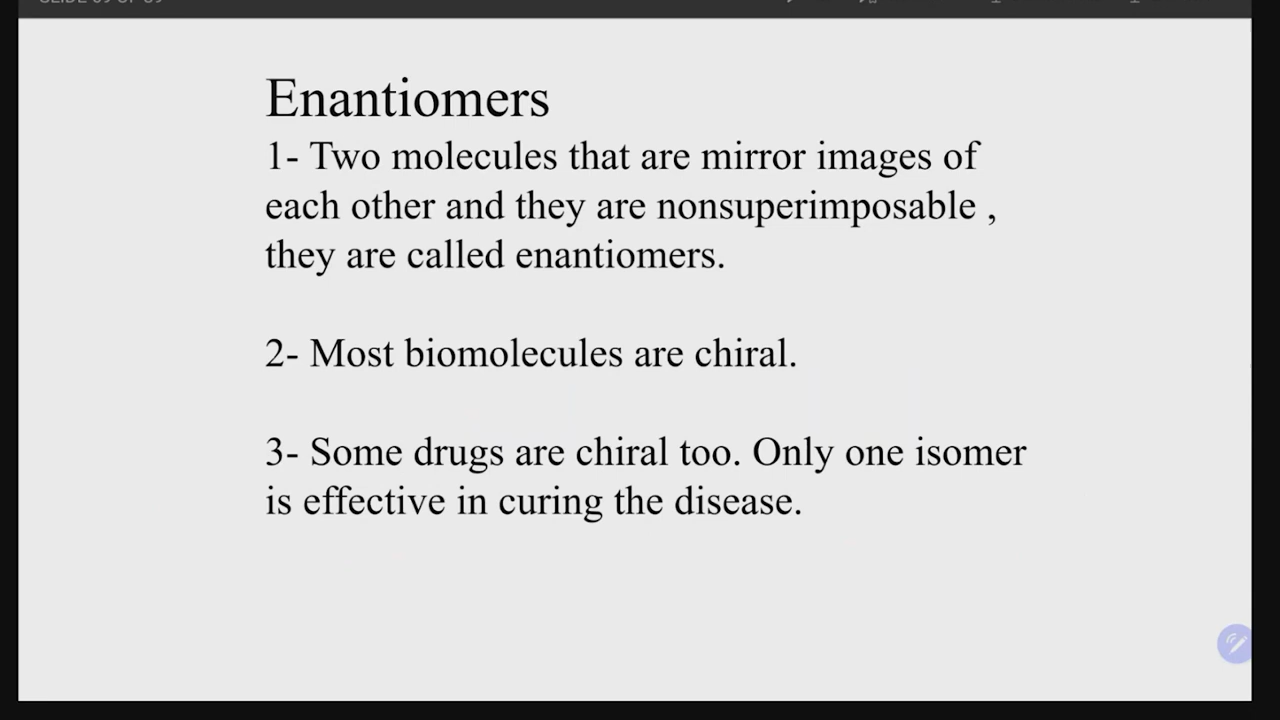 Enantiomers
1- Two molecules that are mirror images of
each other and they are nonsuperimposable ,
they are called enantiomers.
2- Most biomolecules are chiral.
3- Some drugs are chiral too. Only one isomer
is effective in curing the disease.